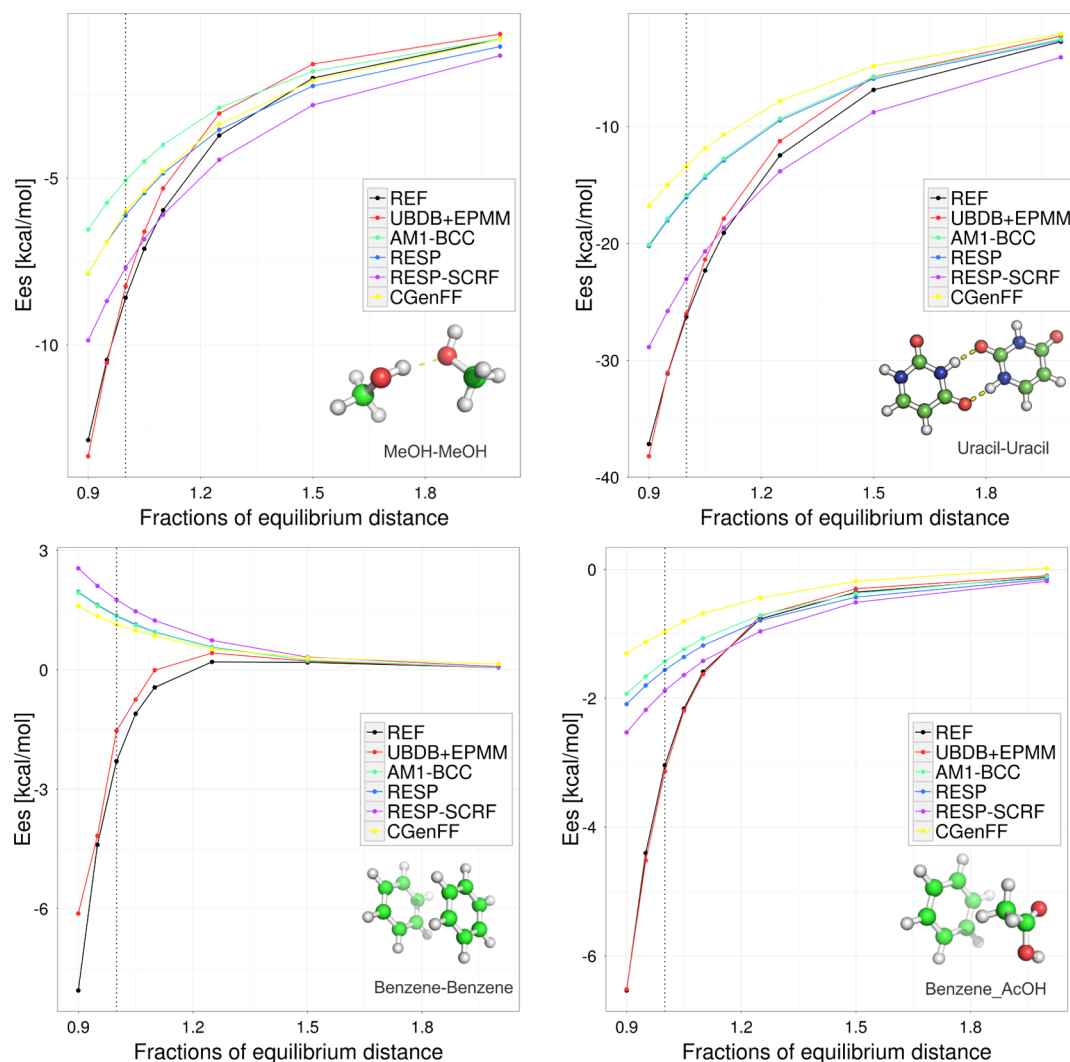 Ees [kcal/mol]
-5
-10
REF
UBDB+EPMM
AM1-BCC
RESP
RESP-SCRF
CGenFF
MeOH-MeOH
0.9 1.2 1.5 1.8
Fractions of equilibrium distance
Ees [kcal/mol]
-10
-20
-30
-40
REF
UBDB+EPMM
AM1-BCC
RESP
RESP-SCRF
CGenFF
Uracil-Uracil
0.9 1.2 1.5 1.8
Fractions of equilibrium distance
Ees [kcal/mol]
3
0
-3
-6
REF
UBDB+EPMM
AM1-BCC
RESP
RESP-SCRF
CGenFF
Benzene-Benzene
0.9 1.2 1.5 1.8
Fractions of equilibrium distance
Ees [kcal/mol]
0
-2
-4
-6
REF
UBDB+EPMM
AM1-BCC
RESP
RESP-SCRF
CGenFF
Benzene_AcOH
0.9 1.2 1.5 1.8
Fractions of equilibrium distance